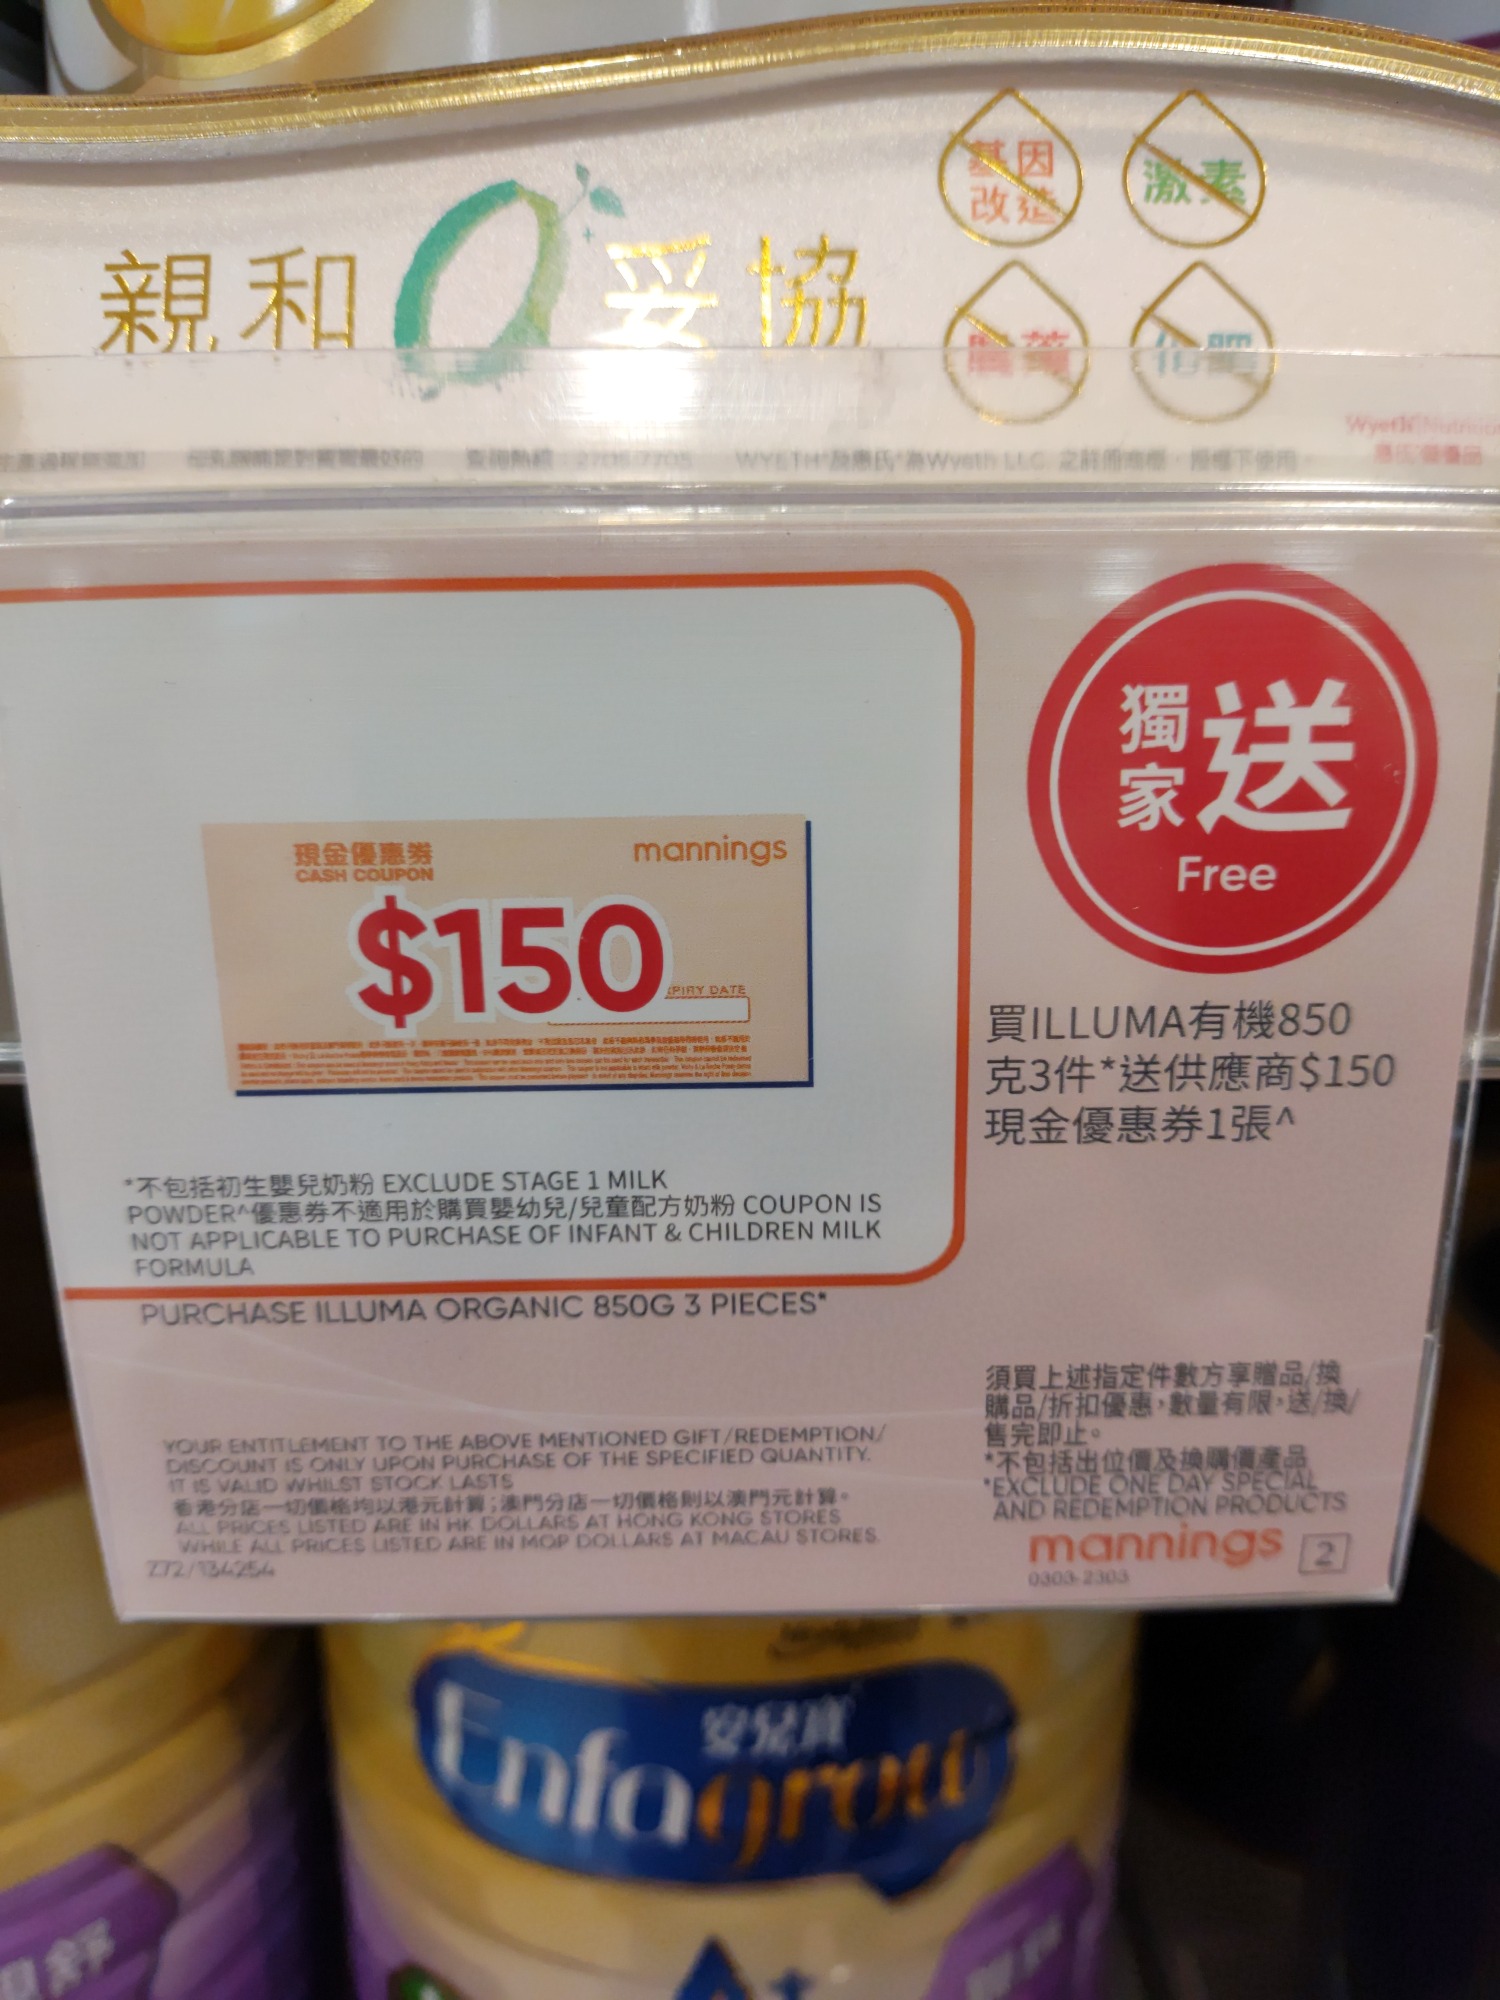 基因
改造
激素
親和0妥協
Wyeth Nutrition
獨家送
Free
現金優惠券
CASH COUPON
mannings
$150
PIRY DATE
買ILLUMA有機850
克3件*送供應商$150
現金優惠券1張^
*不包括初生嬰兒奶粉 EXCLUDE STAGE 1 MILK
POWDER^優惠券不適用於購買嬰幼兒/兒童配方奶粉 COUPON IS
NOT APPLICABLE TO PURCHASE OF INFANT & CHILDREN MILK
FORMULA
PURCHASE ILLUMA ORGANIC 850G 3 PIECES*
須買上述指定件數方享贈品/換
購品/折扣優惠,數量有限,送/換/
售完即止。
*不包括出位價及換購價產品
*EXCLUDE ONE DAY SPECIAL
AND REDEMPTION PRODUCTS
YOUR ENTITLEMENT TO THE ABOVE MENTIONED GIFT/REDEMPTION/
DISCOUNT IS ONLY UPON PURCHASE OF THE SPECIFIED QUANTITY.
IT IS VALID WHILST STOCK LASTS
香港分店一切價格均以港元計算;澳門分店一切價格則以澳門元計算。
ALL PRICES LISTED ARE IN HK DOLLARS AT HONG KONG STORES
WHILE ALL PRICES LISTED ARE IN MOP DOLLARS AT MACAU STORES.
772/134254
mannings 2
0303-2303
安兒寶
Enfagrow